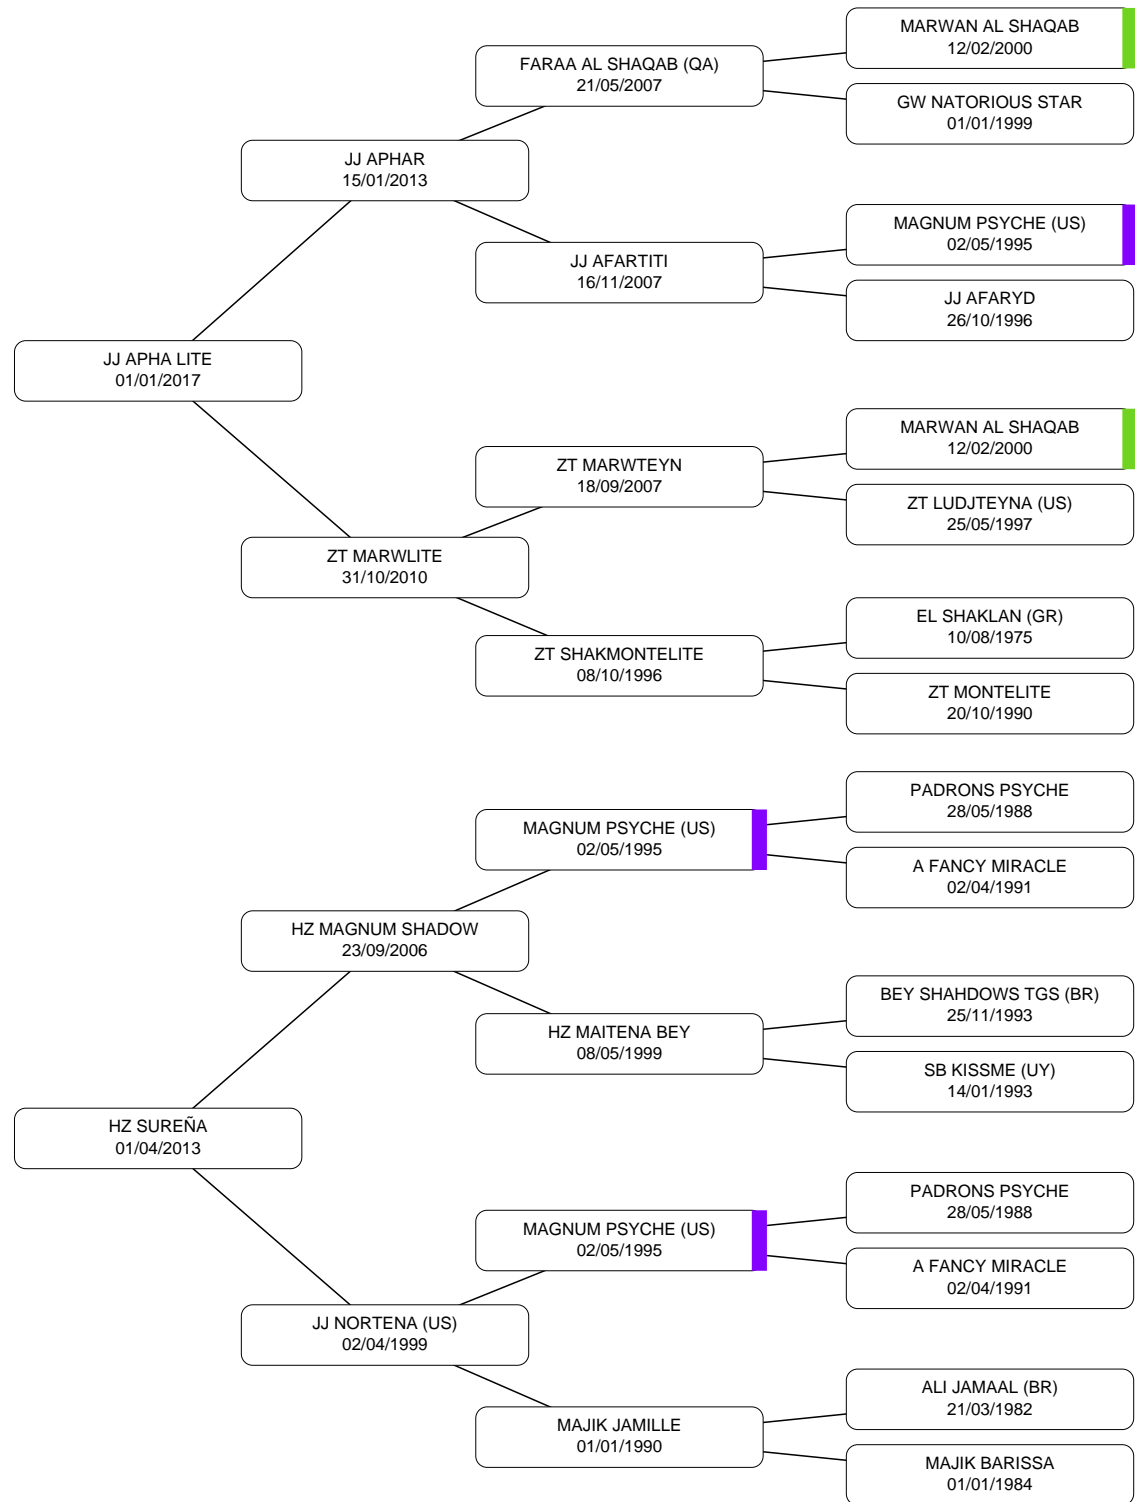 MARWAN AL SHAQAB
12/02/2000
FARAA AL SHAQAB (QA)
21/05/2007
GW NATORIOUS STAR
01/01/1999
JJ APHAR
15/01/2013
MAGNUM PSYCHE (US)
02/05/1995
JJ AFARTITI
16/11/2007
JJ AFARYD
26/10/1996
JJ APHA LITE
01/01/2017
MARWAN AL SHAQAB
12/02/2000
ZT MARWTEYN
18/09/2007
ZT LUDJTEYNA (US)
25/05/1997
ZT MARWLITE
31/10/2010
EL SHAKLAN (GR)
10/08/1975
ZT SHAKMONTELITE
08/10/1996
ZT MONTELITE
20/10/1990
PADRONS PSYCHE
28/05/1988
MAGNUM PSYCHE (US)
02/05/1995
A FANCY MIRACLE
02/04/1991
HZ MAGNUM SHADOW
23/09/2006
BEY SHAHDOWS TGS (BR)
25/11/1993
HZ MAITENA BEY
08/05/1999
SB KISSME (UY)
14/01/1993
HZ SUREÑA
01/04/2013
PADRONS PSYCHE
28/05/1988
MAGNUM PSYCHE (US)
02/05/1995
A FANCY MIRACLE
02/04/1991
JJ NORTENA (US)
02/04/1999
ALI JAMAAL (BR)
21/03/1982
MAJIK JAMILLE
01/01/1990
MAJIK BARISSA
01/01/1984